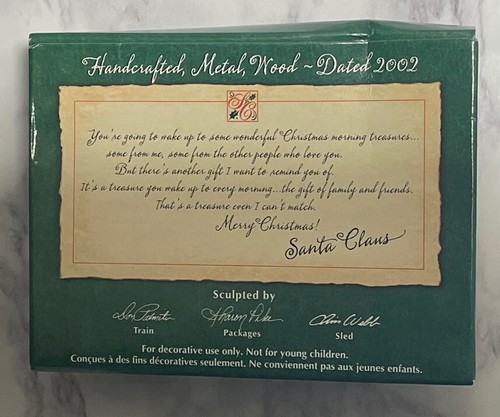 Handcrafted, Metal, Wood ~ Dated 2002
You're going to wake up to some wonderful Christmas morning treasures...
some from me, some from the other people who love you.
But there's another gift I want to remind you of.
It's a treasure you wake up to every morning...the gift of family and friends.
That's a treasure even I can't match.
Merry Christmas!
Santa Claus
Sculpted by
Sharon Pike Chris Webb
Train Packages Sled
For decorative use only. Not for young children.
Conçues à des fins décoratives seulement. Ne conviennent pas aux jeunes enfants.